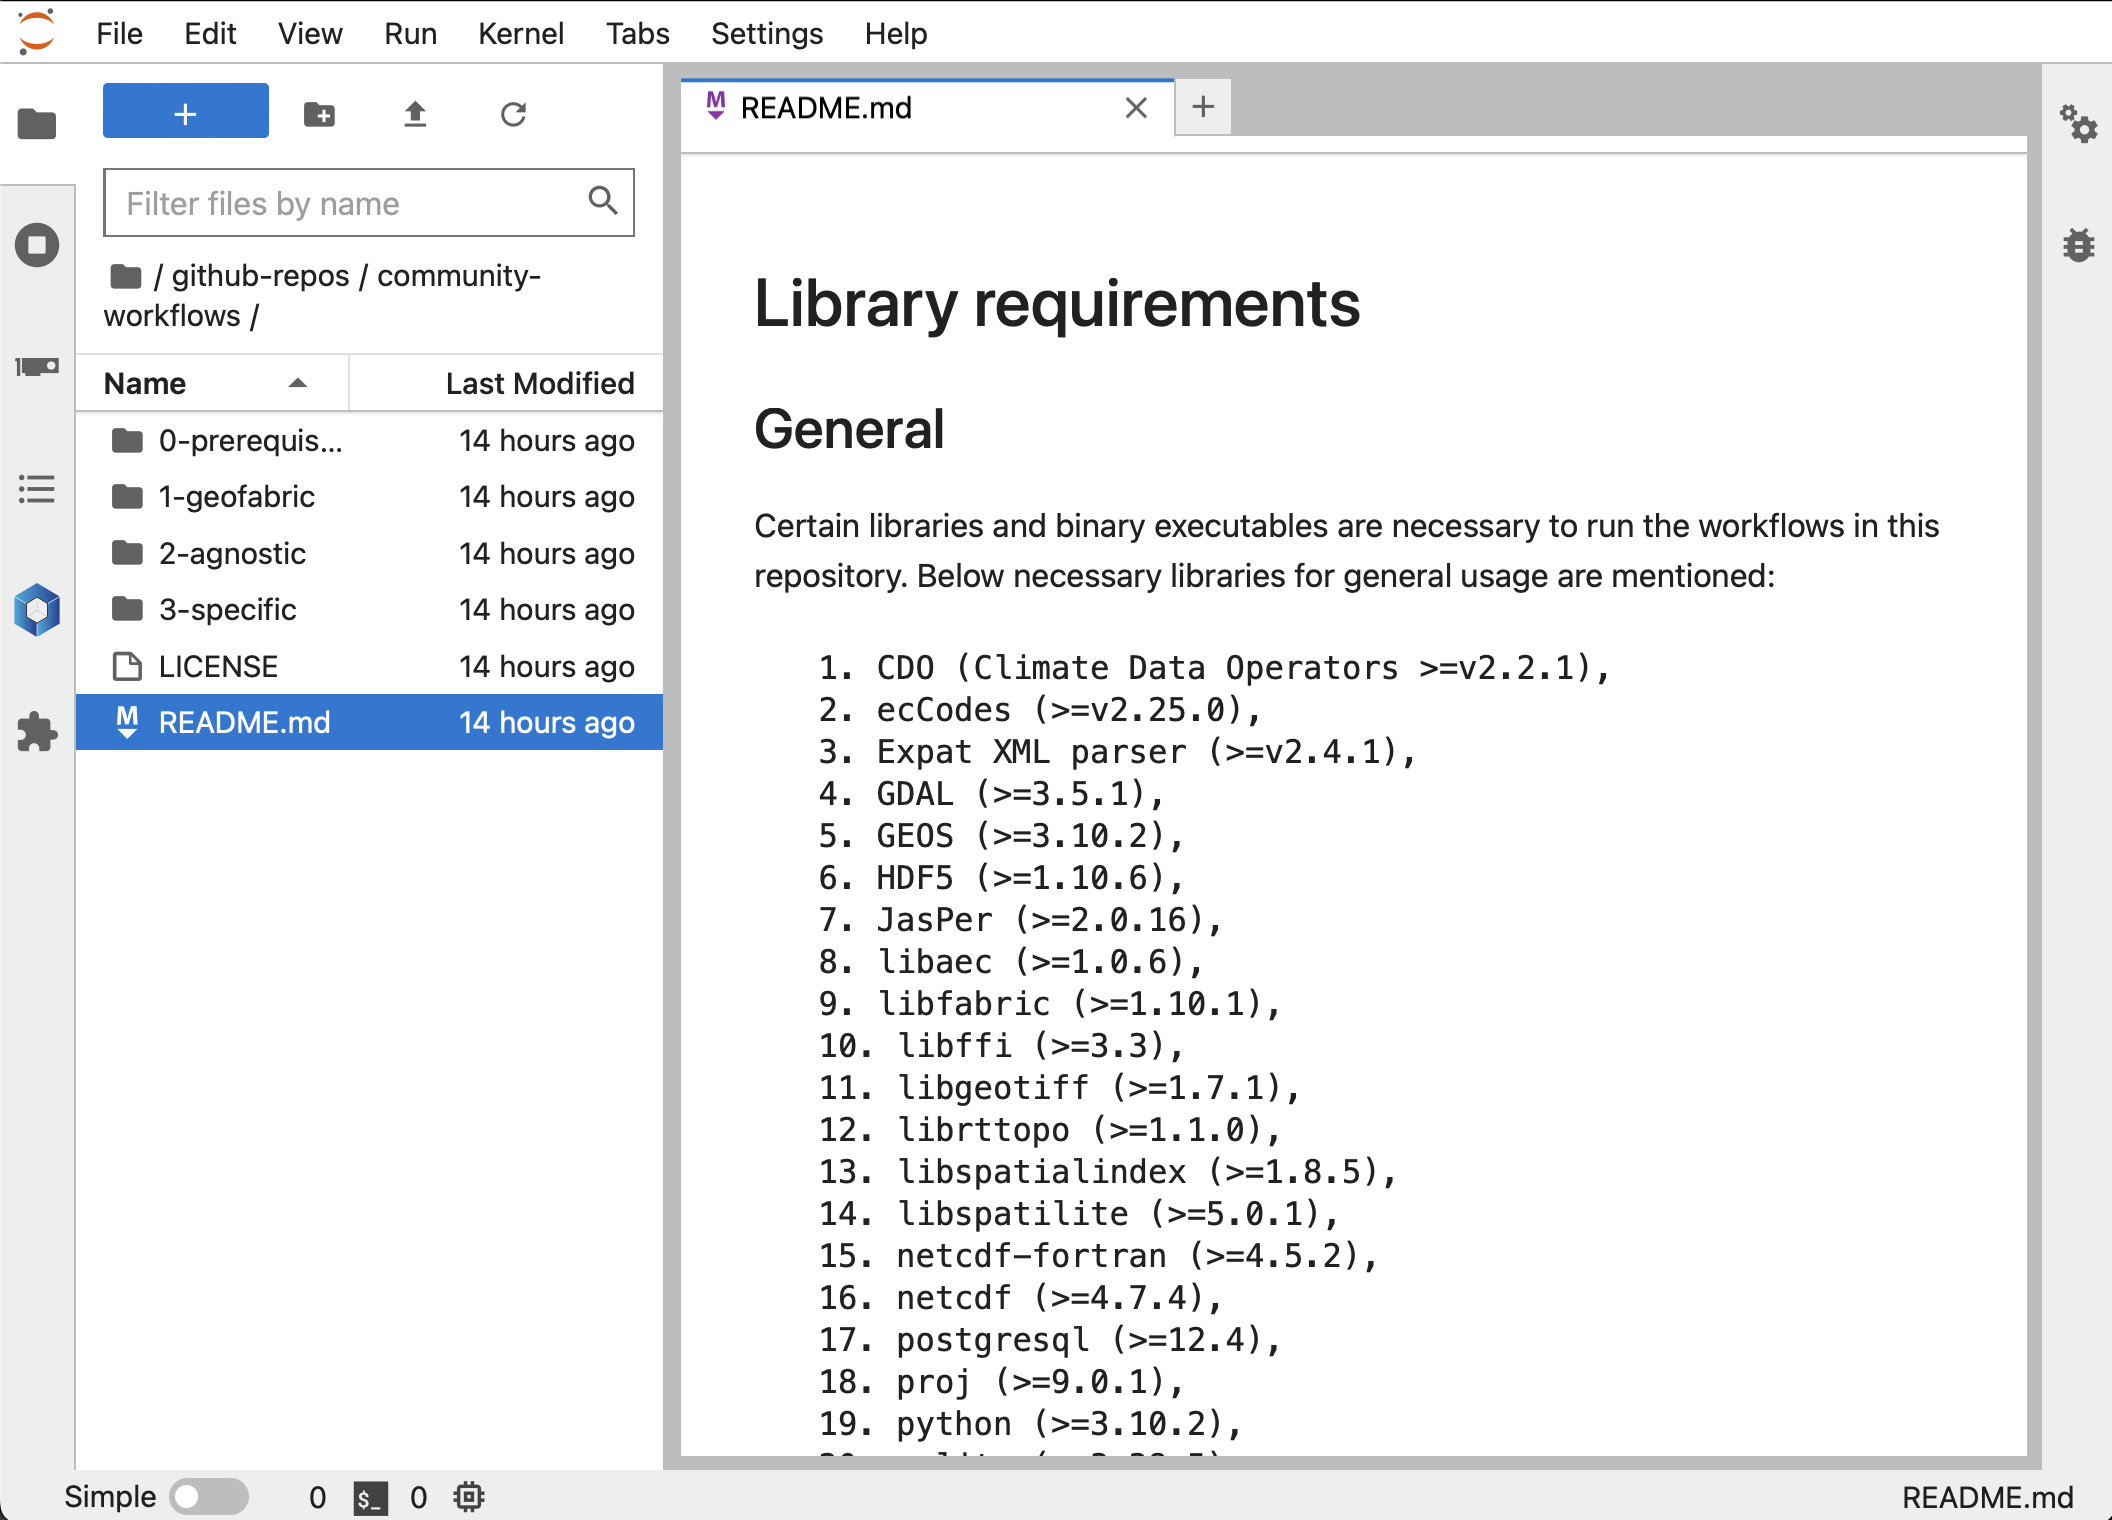 File Edit View Run Kernel Tabs Settings Help
+
Filter files by name
/ github-repos / community-
workflows /
Name Last Modified
0-prerequis... 14 hours ago
1-geofabric 14 hours ago
2-agnostic 14 hours ago
3-specific 14 hours ago
LICENSE 14 hours ago
M README.md 14 hours ago
M README.md × +
Library requirements
General
Certain libraries and binary executables are necessary to run the workflows in this
repository. Below necessary libraries for general usage are mentioned:
1. CDO (Climate Data Operators >=v2.2.1),
2. ecCodes (>=v2.25.0),
3. Expat XML parser (>=v2.4.1),
4. GDAL (>=3.5.1),
5. GEOS (>=3.10.2),
6. HDF5 (>=1.10.6),
7. JasPer (>=2.0.16),
8. libaec (>=1.0.6),
9. libfabric (>=1.10.1),
10. libffi (>=3.3),
11. libgeotiff (>=1.7.1),
12. librttopo (>=1.1.0),
13. libspatialindex (>=1.8.5),
14. libspatilite (>=5.0.1),
15. netcdf-fortran (>=4.5.2),
16. netcdf (>=4.7.4),
17. postgresql (>=12.4),
18. proj (>=9.0.1),
19. python (>=3.10.2),
Simple 0 $_ 0 README.md